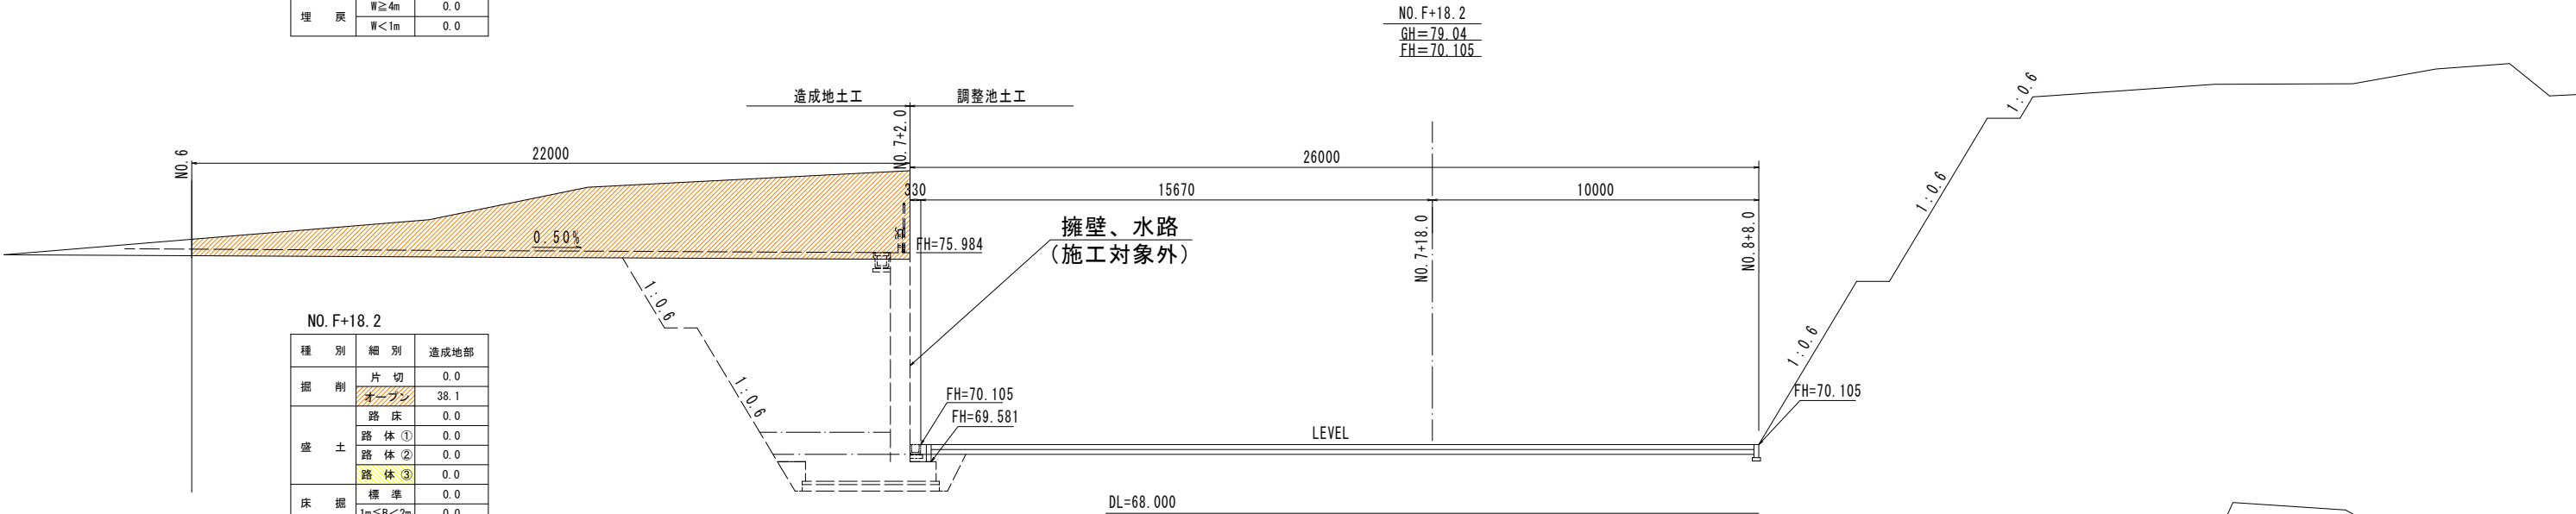 W≧4m 0.0
埋 戻
W<1m 0.0
NO.F+18.2
GH=79.04
FH=70.105
造成地土工 調整池土工
NO.6
22000
NO.7+2.0
26000
330
15670
10000
擁壁、水路
(施工対象外)
0.50%
FH=75.984
NO.7+18.0
NO.8+8.0
1:0.6
1:0.6
1:0.6
1:0.6
1:0.6
FH=70.105
FH=69.581
LEVEL
FH=70.105
DL=68.000
NO.F+18.2
種 別 細 別 造成地部
掘 削 片 切 0.0
オープン 38.1
盛 土 路 床 0.0
路 体 ① 0.0
路 体 ② 0.0
路 体 ③ 0.0
床 掘 標 準 0.0
1m≦B<2m 0.0